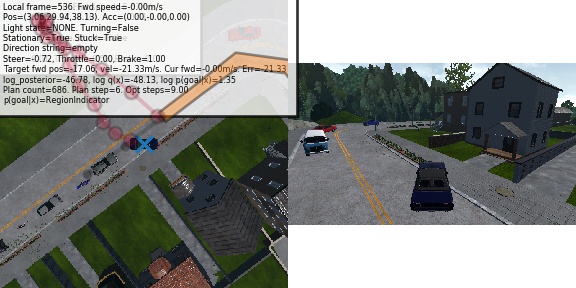 Local frame=536. Fwd speed=-0.00m/s
Pos=(3.06,29.94,38.13). Acc=(0.00,-0.00,0.00)
Light state=NONE. Turning=False
Stationary=True. Stuck=True
Direction string=empty
Steer=-0.72, Throttle=0.00, Brake=1.00
Target fwd pos=-17.06, vel=-21.33m/s. Cur fwd=-0.00m/s. Err=-21.33
log_posterior=-46.78, log q(x)=-48.13, log p(goal|x)=1.35
Plan count=686. Plan step=6. Opt steps=9.00
p(goal|x)=RegionIndicator